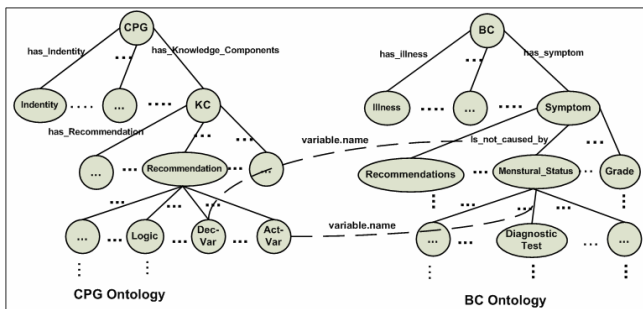 CPG
BC
has_Indentity
has_Knowledge_Components
has_illness
has_symptom
Indentity
...
KC
Illness
...
Symptom
has_Recommendation
variable.name
Is_not_caused_by
...
Recommendation
...
Recommendations
Menstural_Status
Grade
...
Logic
Dec-
Var
Act-
Var
variable.name
...
Diagnostic
Test
...
CPG Ontology
BC Ontology